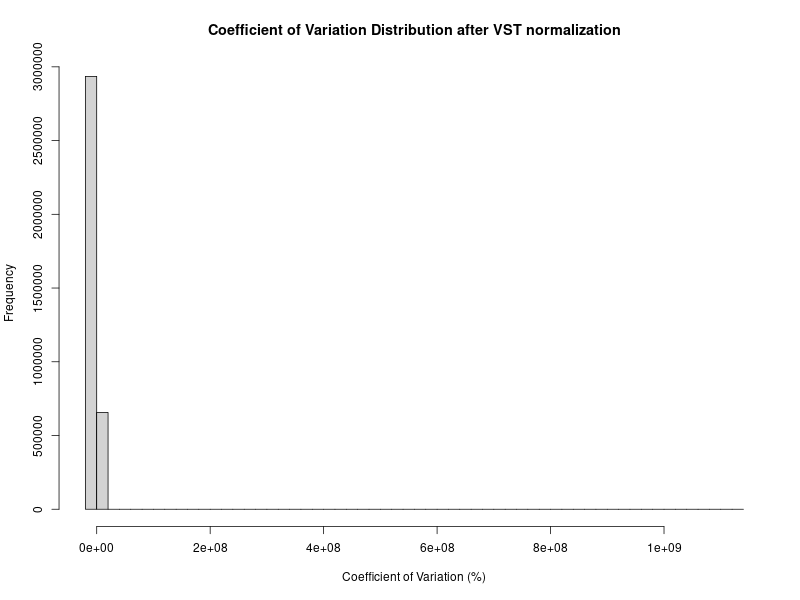 Coefficient of Variation Distribution after VST normalization
Frequency
3000000
2500000
2000000
1500000
1000000
500000
0
0e+00 2e+08 4e+08 6e+08 8e+08 1e+09
Coefficient of Variation (%)